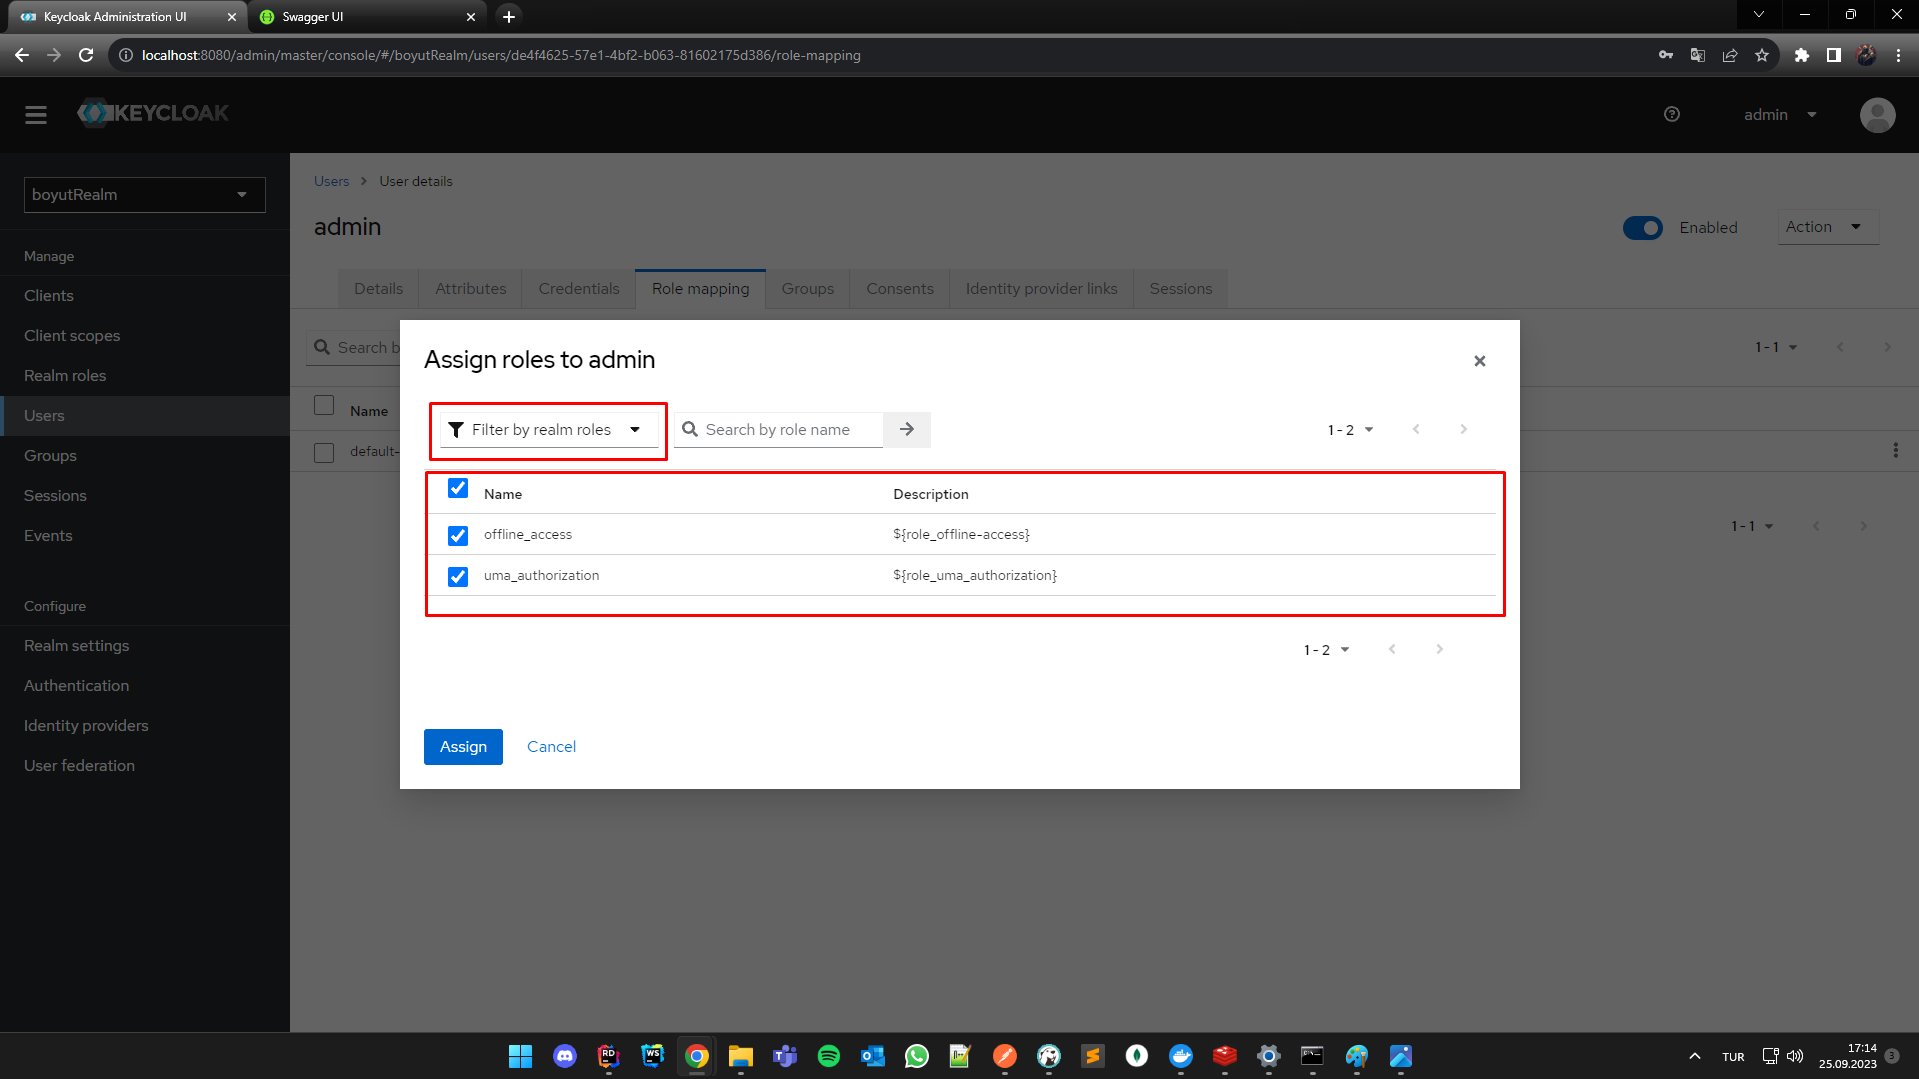 Keycloak Administration UI
Swagger UI
localhost:8080/admin/master/console/#/boyutRealm/users/de4f4625-57e1-4bf2-b063-81602175d386/role-mapping
KEYCLOAK
admin
boyutRealm
Manage
Clients
Client scopes
Realm roles
Users
Groups
Sessions
Events
Configure
Realm settings
Authentication
Identity providers
User federation
Users > User details
admin
Enabled
Action
Details Attributes Credentials Role mapping Groups Consents Identity provider links Sessions
Search b
1 - 1
Name
default-
1 - 1
Assign roles to admin
Filter by realm roles
Search by role name
1 - 2
Name Description
offline_access ${role_offline-access}
uma_authorization ${role_uma_authorization}
1 - 2
Assign Cancel
RD
WS
TUR
17:14
25.09.2023
3